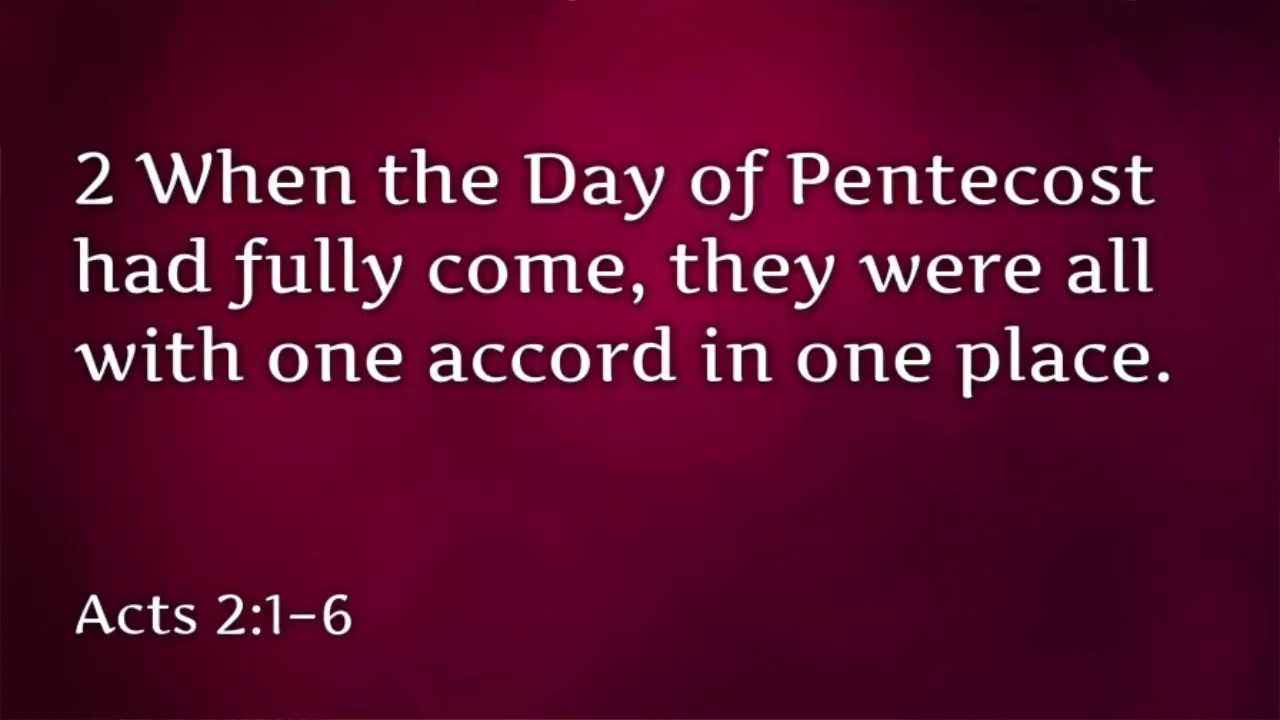 2 When the Day of Pentecost
had fully come, they were all
with one accord in one place.
Acts 2:1–6